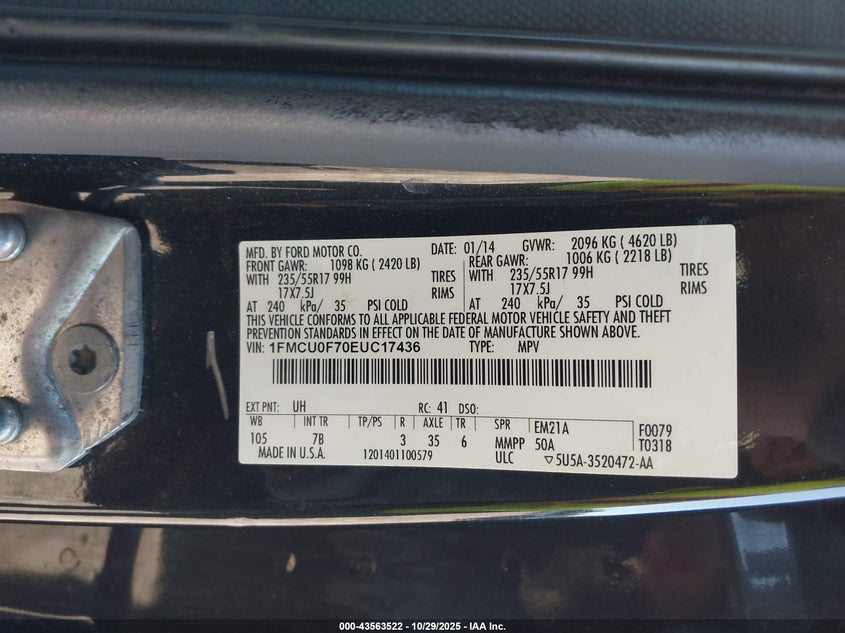 MFD. BY FORD MOTOR CO. DATE: 01/14 GVWR: 2096 KG ( 4620 LB)
FRONT GAWR: 1098 KG ( 2420 LB) REAR GAWR: 1006 KG ( 2218 LB)
WITH 235/55R17 99H TIRES WITH 235/55R17 99H TIRES
17X7.5J RIMS 17X7.5J RIMS
AT 240 kPa/ 35 PSI COLD AT 240 kPa/ 35 PSI COLD
THIS VEHICLE CONFORMS TO ALL APPLICABLE FEDERAL MOTOR VEHICLE SAFETY AND THEFT
PREVENTION STANDARDS IN EFFECT ON THE DATE OF MANUFACTURE SHOWN ABOVE.
VIN: 1FMCU0F70EUC17436 TYPE: MPV
EXT PNT: UH RC: 41 DSO:
WB INT TR TP/PS R AXLE TR SPR EM21A F0079
105 7B 3 35 6 MMPP 50A T0318
MADE IN U.S.A. 1201401100579 ULC ▽5U5A-3520472-AA
000-43563522 - 10/29/2025 - IAA Inc.